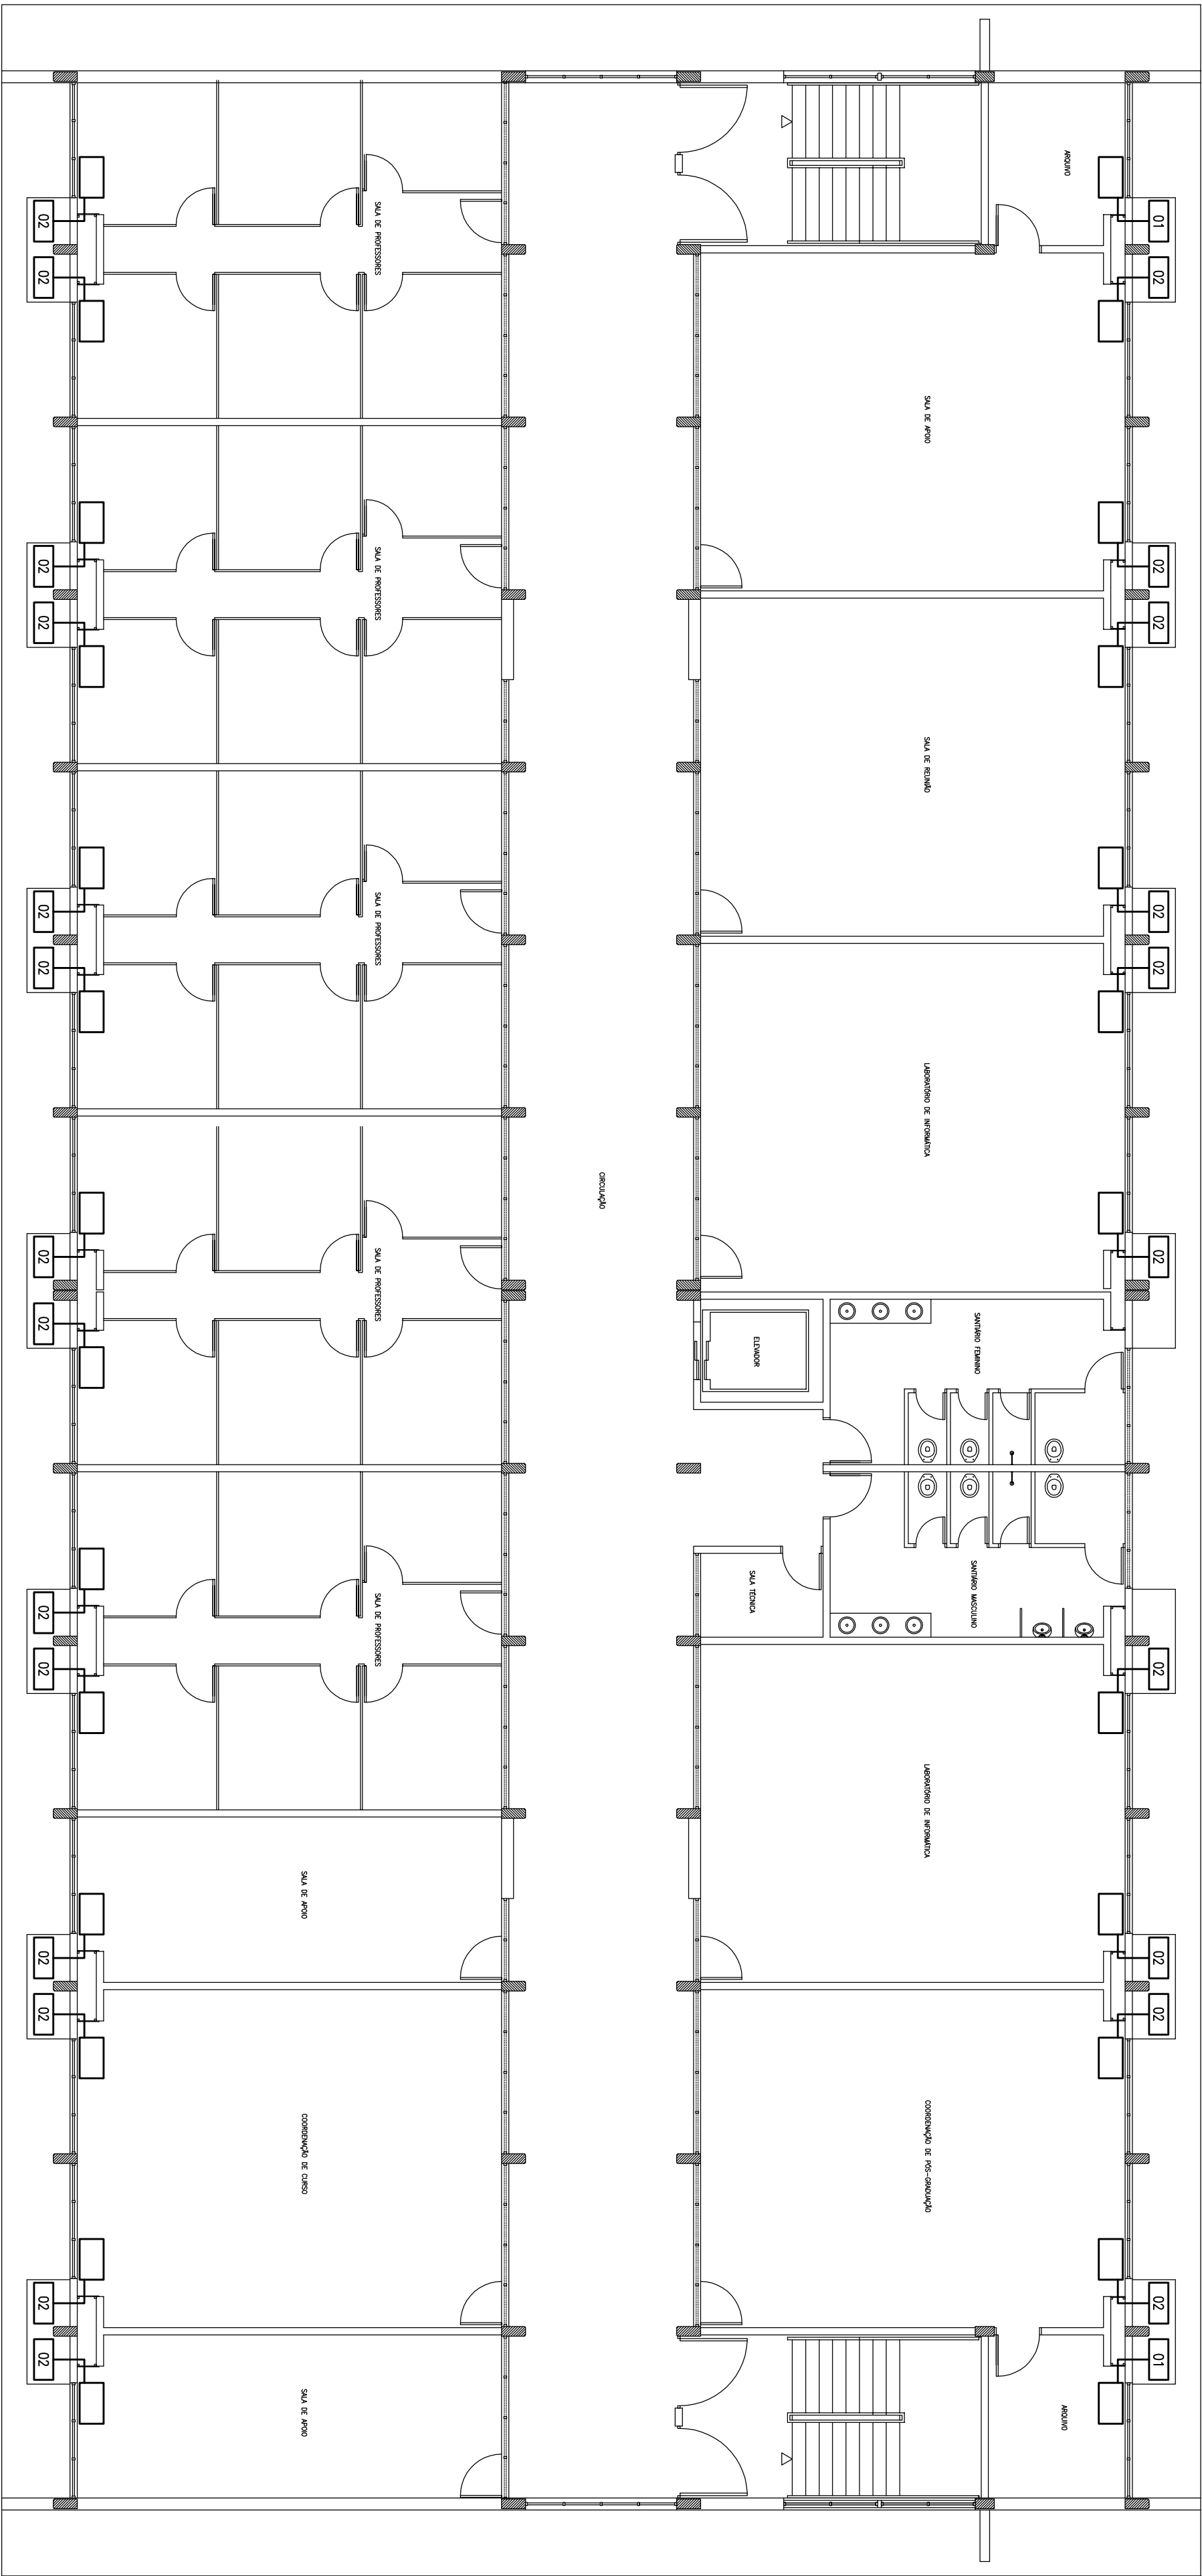 01
02
02
02
02
02
02
02
02
02
02
01
ARQUIVO
ARQUIVO
SANITÁRIO FEMININO
SANITÁRIO MASCULINO
SALA DE APOIO
SALA DE REUNIÃO
LABORATÓRIO DE INFORMÁTICA
LABORATÓRIO DE INFORMÁTICA
COORDENAÇÃO DE PÓS-GRADUAÇÃO
ELEVADOR
SALA TÉCNICA
CIRCULAÇÃO
SALA DE PROFESSORES
SALA DE PROFESSORES
SALA DE PROFESSORES
SALA DE PROFESSORES
SALA DE PROFESSORES
SALA DE APOIO
COORDENAÇÃO DE CURSO
SALA DE APOIO
02
02
02
02
02
02
02
02
02
02
02
02
02
02